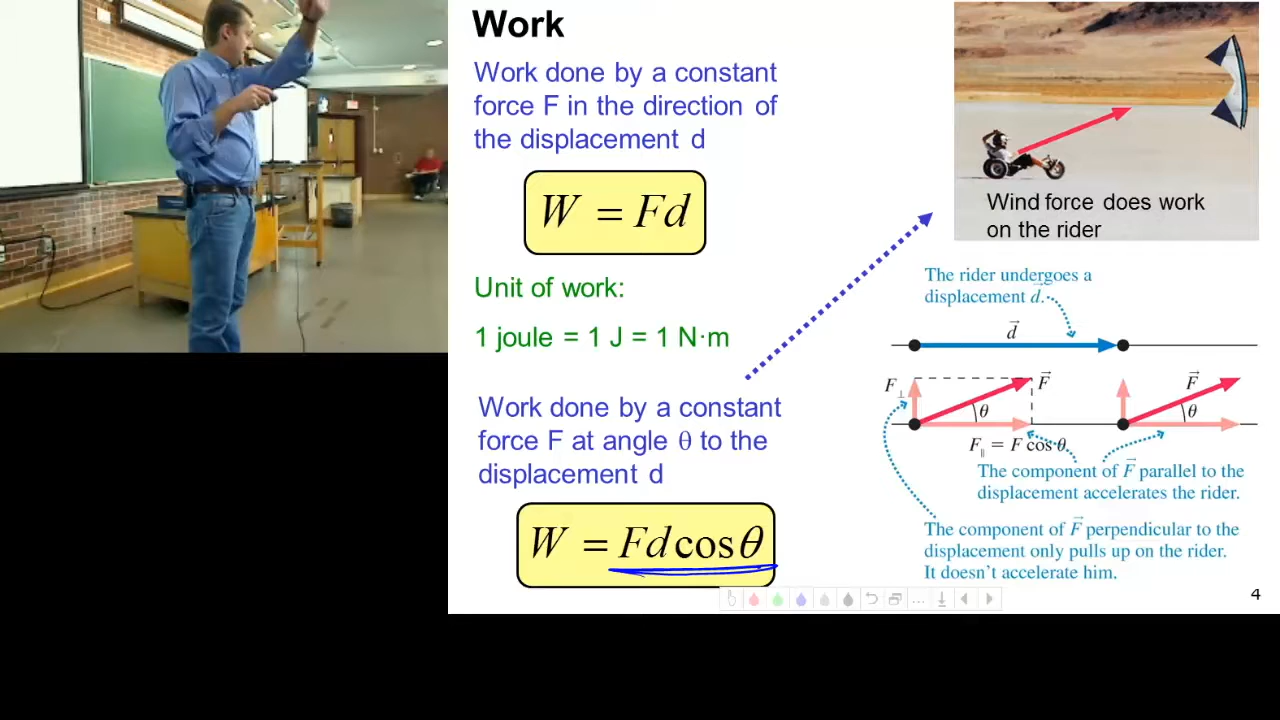 Work
Work done by a constant
force F in the direction of
the displacement d
W = Fd
Unit of work:
1 joule = 1 J = 1 N·m
Work done by a constant
force F at angle θ to the
displacement d
W = Fd cos θ
Wind force does work
on the rider
The rider undergoes a
displacement d⃗.
d⃗
F⊥
F⃗
θ
F∥ = F cos θ
F⃗
θ
The component of F⃗ parallel to the
displacement accelerates the rider.
The component of F⃗ perpendicular to the
displacement only pulls up on the rider.
It doesn't accelerate him.
4